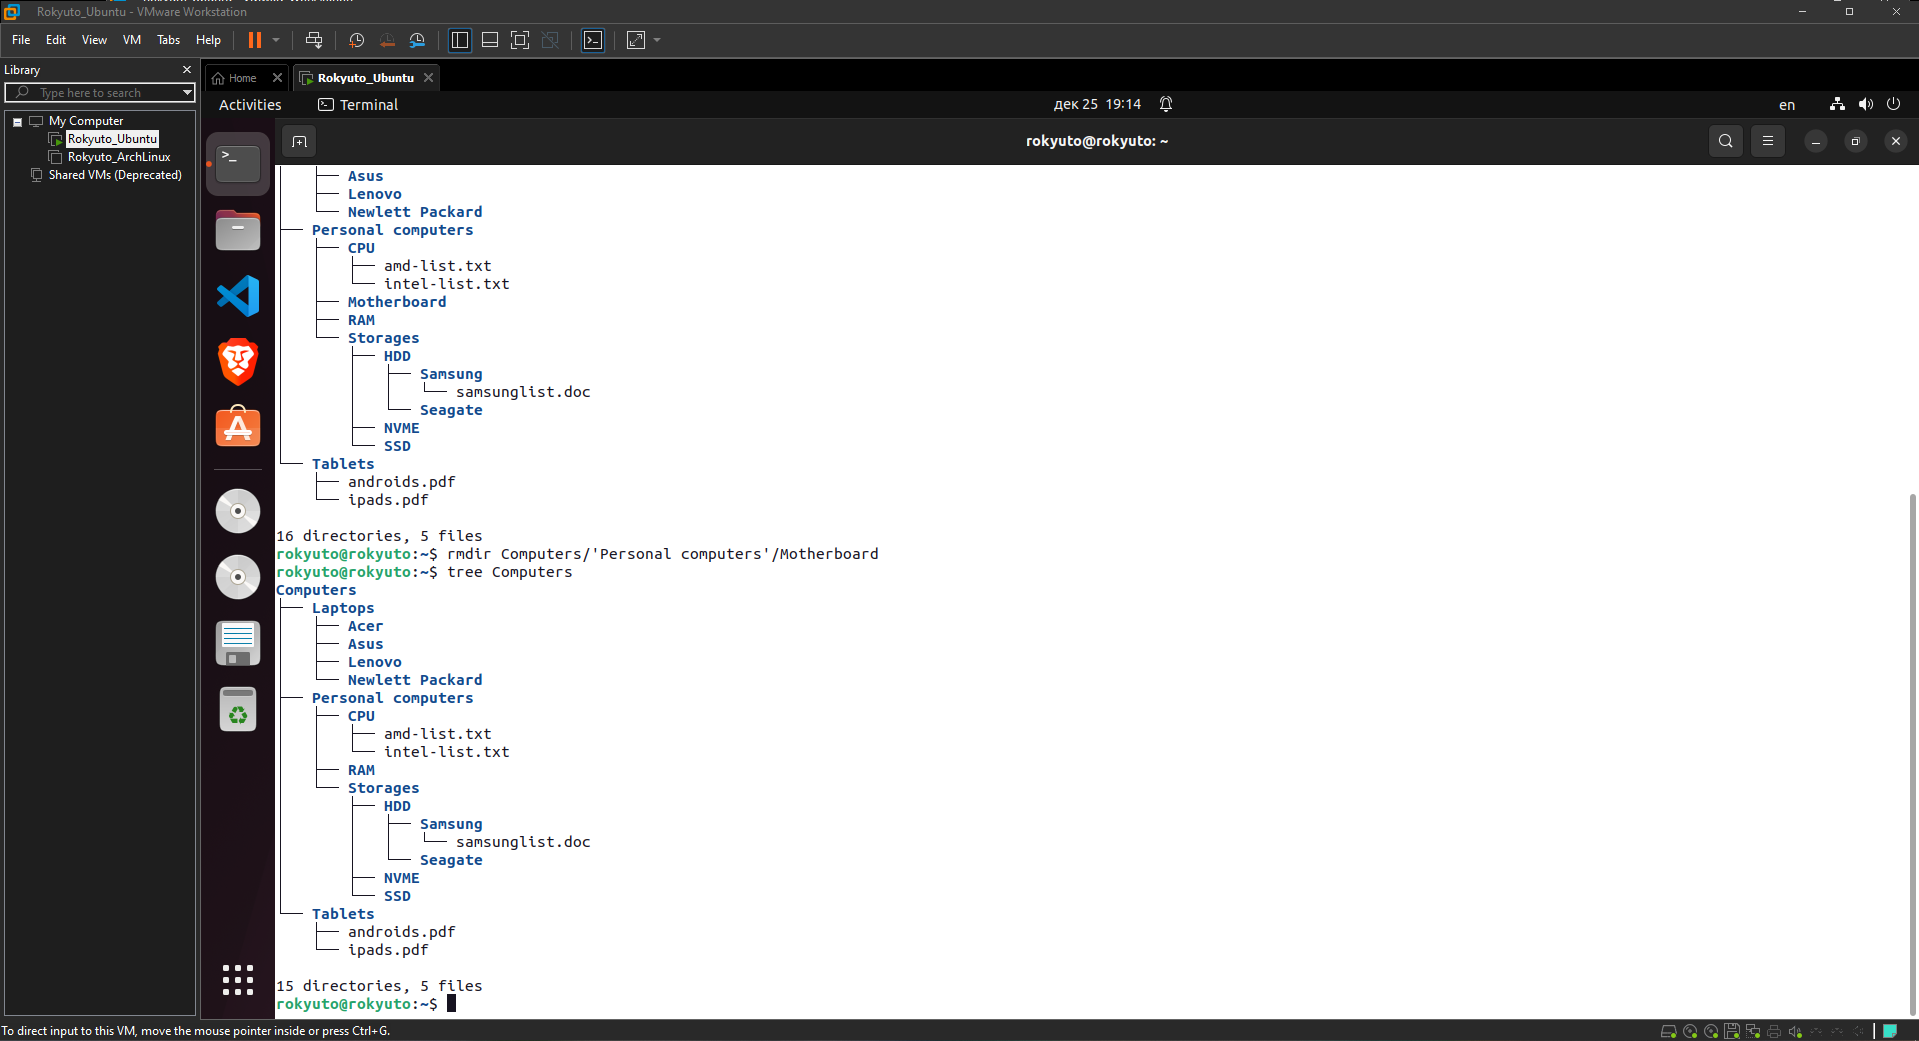 Rokyuto_Ubuntu - VMware Workstation
File Edit View VM Tabs Help
Library
Home Rokyuto_Ubuntu
Type here to search
Activities Terminal дек 25 19:14 en
My Computer
Rokyuto_Ubuntu
Rokyuto_ArchLinux
Shared VMs (Deprecated)
rokyuto@rokyuto: ~
├── Asus
├── Lenovo
└── Newlett Packard
├── Personal computers
├── CPU
├── amd-list.txt
└── intel-list.txt
├── Motherboard
├── RAM
└── Storages
├── HDD
├── Samsung
└── samsunglist.doc
└── Seagate
├── NVME
└── SSD
└── Tablets
├── androids.pdf
└── ipads.pdf
16 directories, 5 files
rokyuto@rokyuto:~$ rmdir Computers/'Personal computers'/Motherboard
rokyuto@rokyuto:~$ tree Computers
Computers
├── Laptops
├── Acer
├── Asus
├── Lenovo
└── Newlett Packard
├── Personal computers
├── CPU
├── amd-list.txt
└── intel-list.txt
├── RAM
└── Storages
├── HDD
├── Samsung
└── samsunglist.doc
└── Seagate
├── NVME
└── SSD
└── Tablets
├── androids.pdf
└── ipads.pdf
15 directories, 5 files
rokyuto@rokyuto:~$
To direct input to this VM, move the mouse pointer inside or press Ctrl+G.